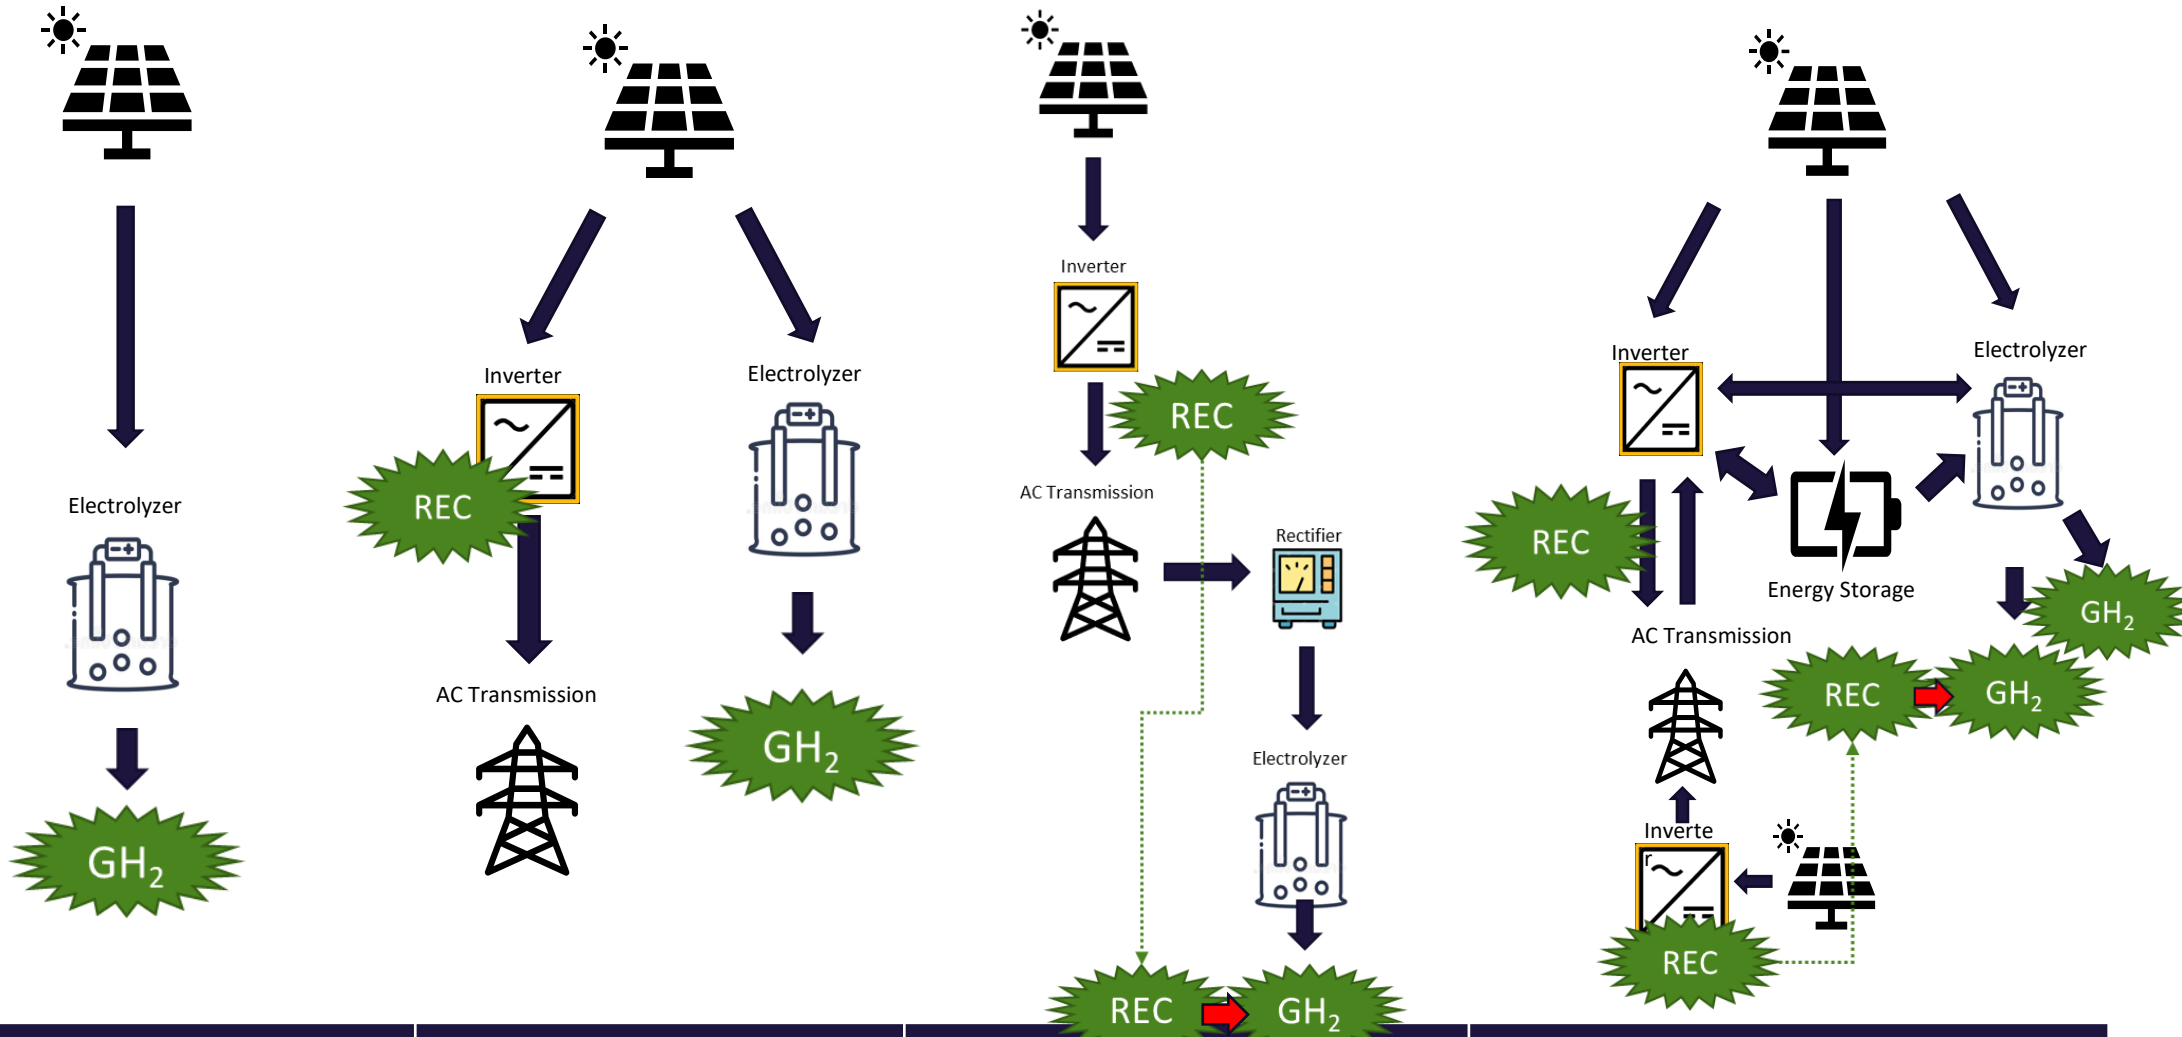 Electrolyzer
GH2
Inverter
REC
AC Transmission
Electrolyzer
GH2
Inverter
REC
AC Transmission
Rectifier
Electrolyzer
REC
GH2
Inverter
Electrolyzer
REC
Energy Storage
GH2
AC Transmission
REC
GH2
Inverte
r
REC